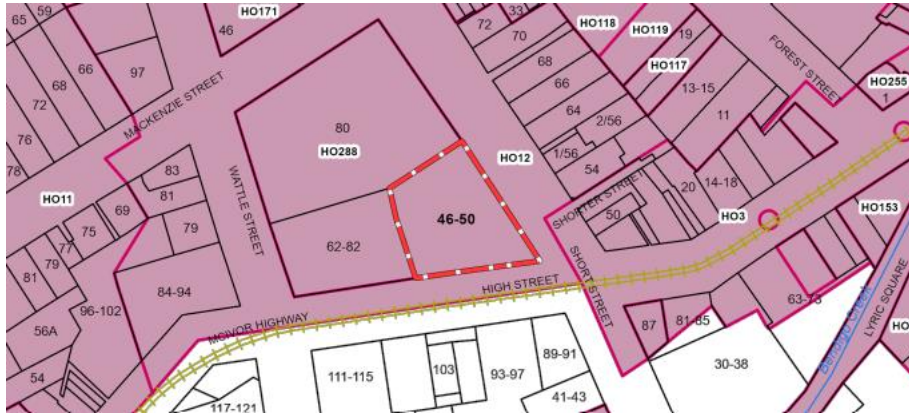 65
59
HO171
46
72
33
70
HO118
HO119
19
FOREST STREET
68
66
97
68
HO117
HO255
72
66
13-15
1
MACKENZIE STREET
64
11
76
80
2/56
78
HO288
HO12
1/56
54
83
HO11
81
WATTLE STREET
SHORTER STREET
20
14-18
69
46-50
50
HO3
HO153
75
77
79
62-82
79
81
84-94
HIGH STREET
SHORT STREET
63-73
LYRIC SQUARE
96-102
MCIVOR HIGHWAY
87
81-85
Bendigo Creek
HO
56A
89-91
30-38
54
111-115
103
93-97
41-43
117-121